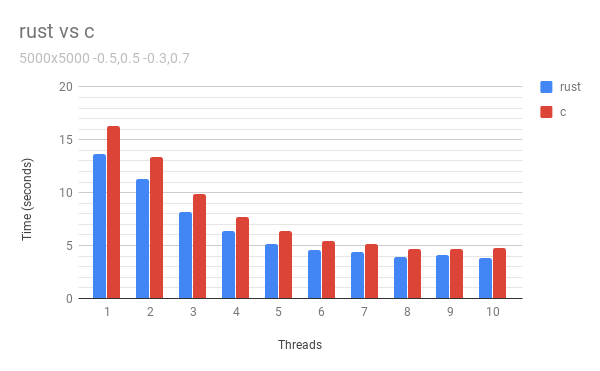 rust vs c
5000x5000 -0.5,0.5 -0.3,0.7
rust
c
Time (seconds)
20
15
10
5
0
1 2 3 4 5 6 7 8 9 10
Threads